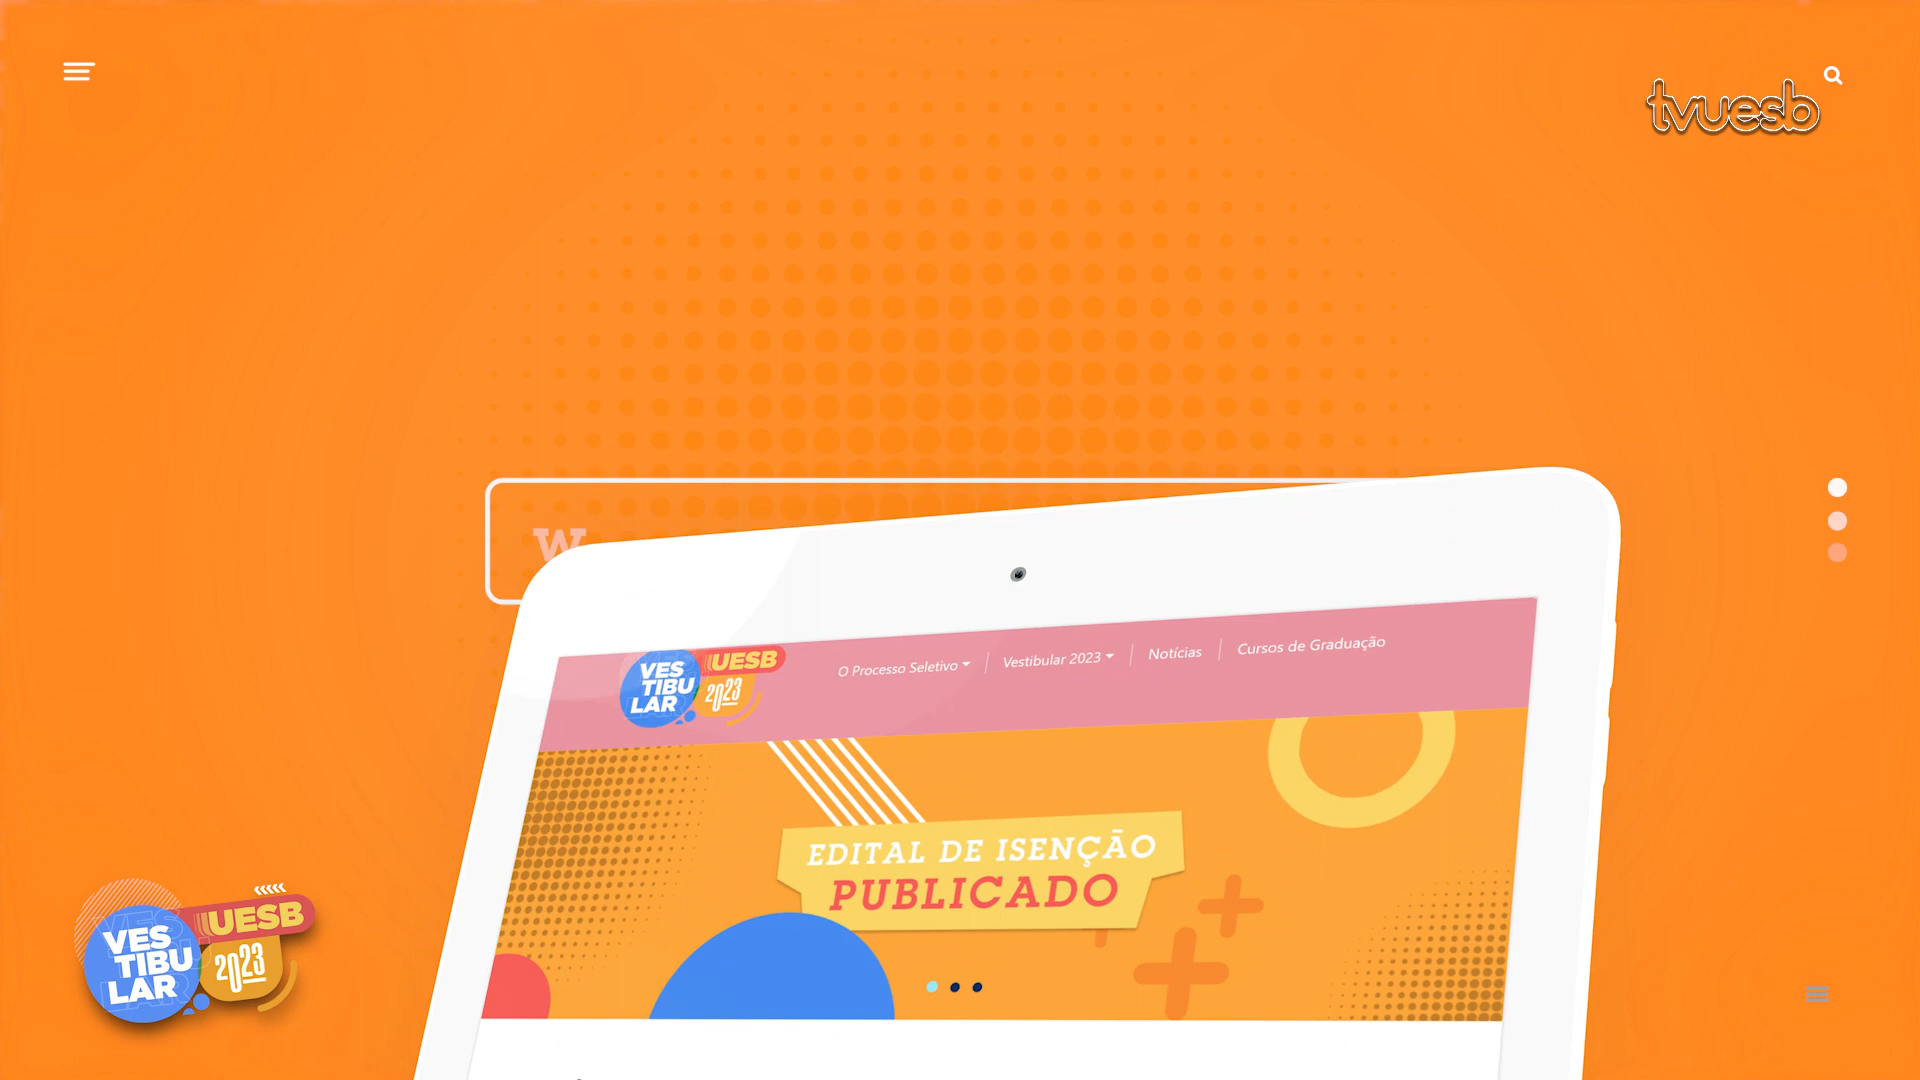 tvuesb
w
VES
TIBU
LAR
UESB
2023
O Processo Seletivo
Vestibular 2023
Notícias
Cursos de Graduação
EDITAL DE ISENÇÃO
PUBLICADO
VES
TIBU
LAR
UESB
2023